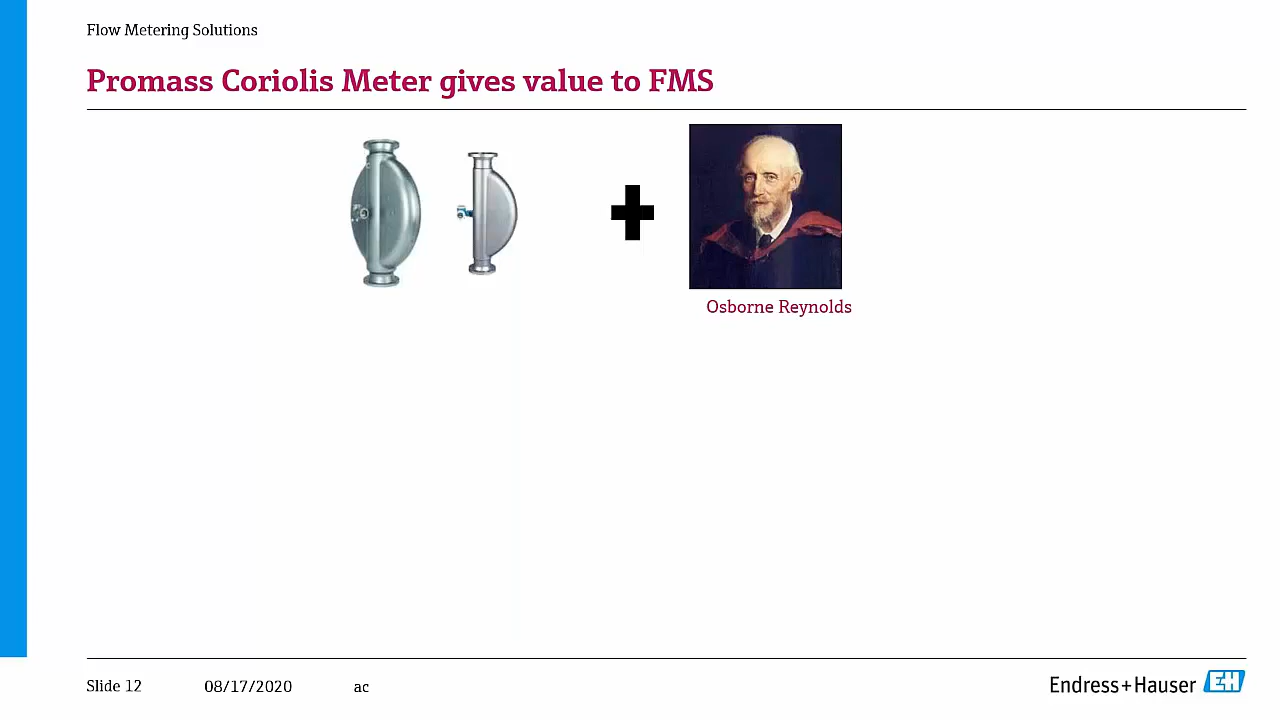 Flow Metering Solutions
Promass Coriolis Meter gives value to FMS
Osborne Reynolds
Slide 12 08/17/2020 ac
Endress+Hauser EH